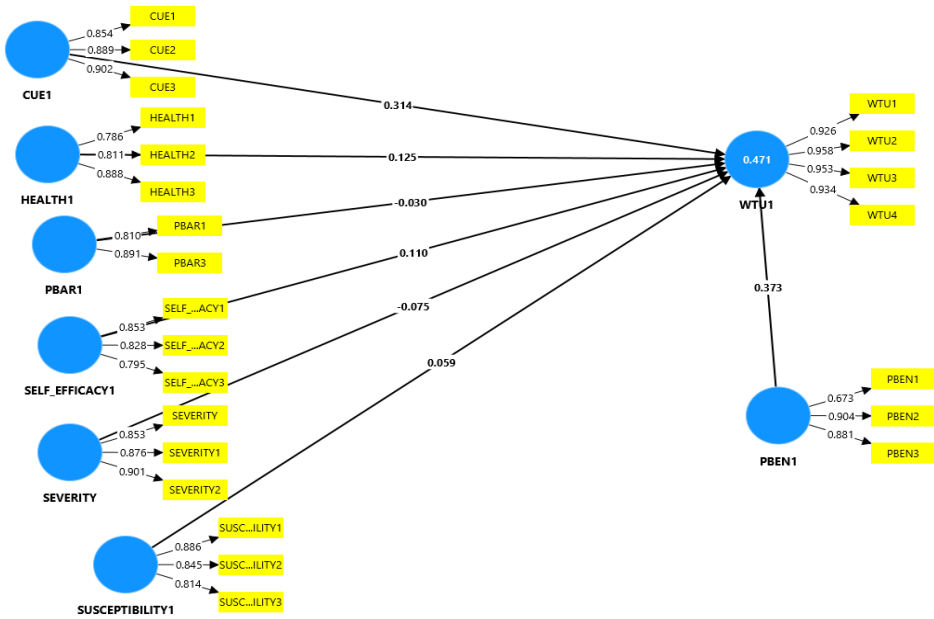 CUE1
0.854
0.889
CUE2
0.902
CUE3
CUE1
0.314
HEALTH1
0.786
0.811
HEALTH2
0.125
0.888
HEALTH3
HEALTH1
PBAR1
0.810
-0.030
0.891
PBAR3
PBAR1
0.110
SELF_...ACY1
0.853
0.828
SELF_...ACY2
0.795
SELF_...ACY3
SELF_EFFICACY1
-0.075
SEVERITY
0.853
0.876
SEVERITY1
0.901
SEVERITY2
SEVERITY
0.059
SUSC...ILITY1
0.886
0.845
SUSC...ILITY2
0.814
SUSC...ILITY3
SUSCEPTIBILITY1
WTU1
0.926
0.471
0.958
WTU2
0.953
WTU3
0.934
WTU4
WTU1
0.373
PBEN1
0.673
0.904
PBEN2
0.881
PBEN3
PBEN1